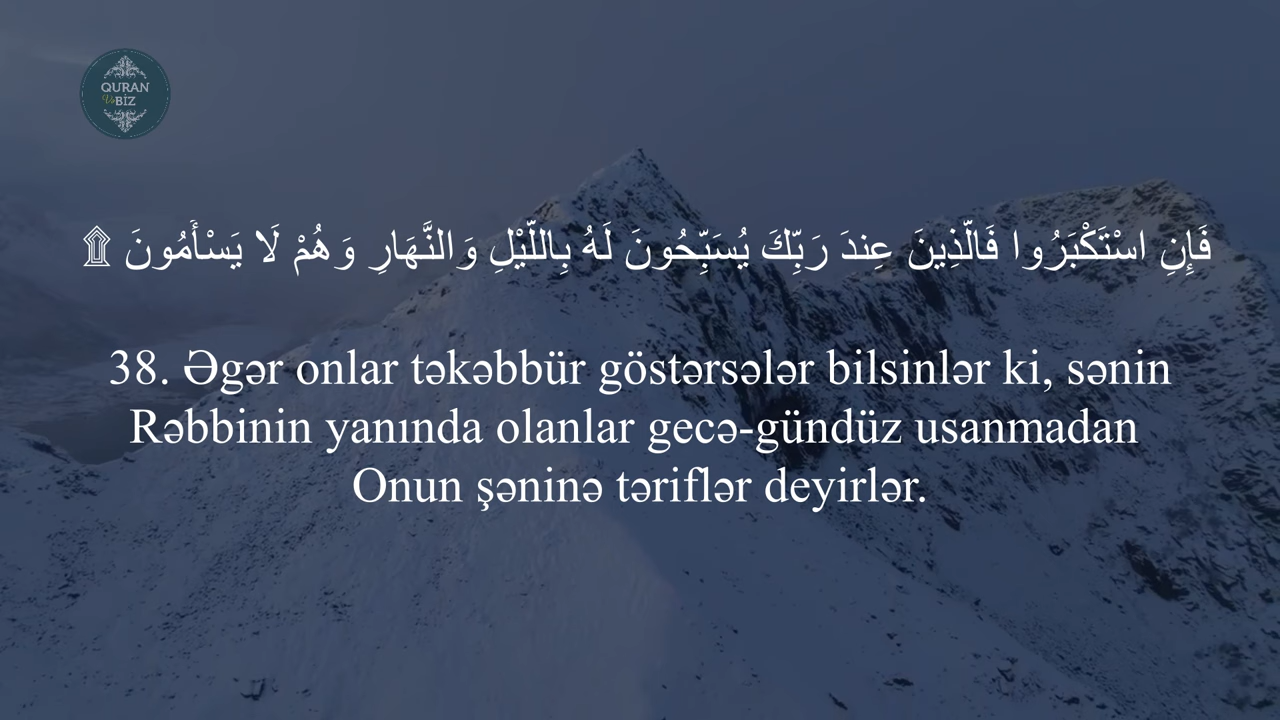 QURAN
Və BİZ
فَإِنِ اسْتَكْبَرُوا فَالَّذِينَ عِندَ رَبِّكَ يُسَبِّحُونَ لَهُ بِاللَّيْلِ وَالنَّهَارِ وَهُمْ لَا يَسْأَمُونَ ۩
38. Əgər onlar təkəbbür göstərsələr bilsinlər ki, sənin
Rəbbinin yanında olanlar gecə-gündüz usanmadan
Onun şəninə təriflər deyirlər.